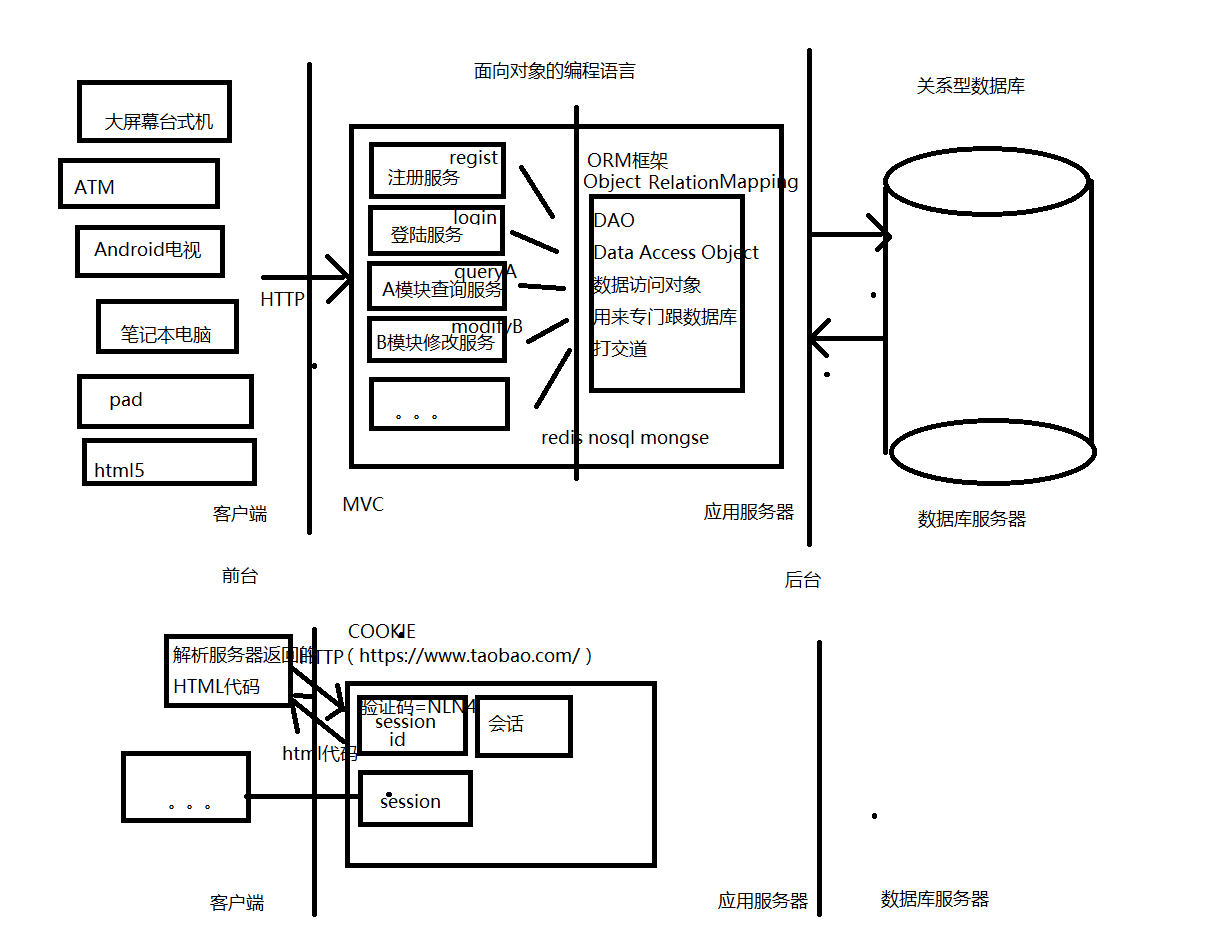 面向对象的编程语言
关系型数据库
大屏幕台式机
ATM
Android电视
HTTP
笔记本电脑
pad
html5
客户端
前台
regist
注册服务
login
登陆服务
queryA
A模块查询服务
modifyB
B模块修改服务
。。。
MVC
ORM框架
Object RelationMapping
DAO
Data Access Object
数据访问对象
用来专门跟数据库
打交道
redis nosql mongse
应用服务器
后台
数据库服务器
COOKIE
解析服务器返回的
HTML代码
HTTP
( https://www.taobao.com/ )
验证码=NLN4
session
id
会话
html代码
。。。
session
客户端
应用服务器
数据库服务器